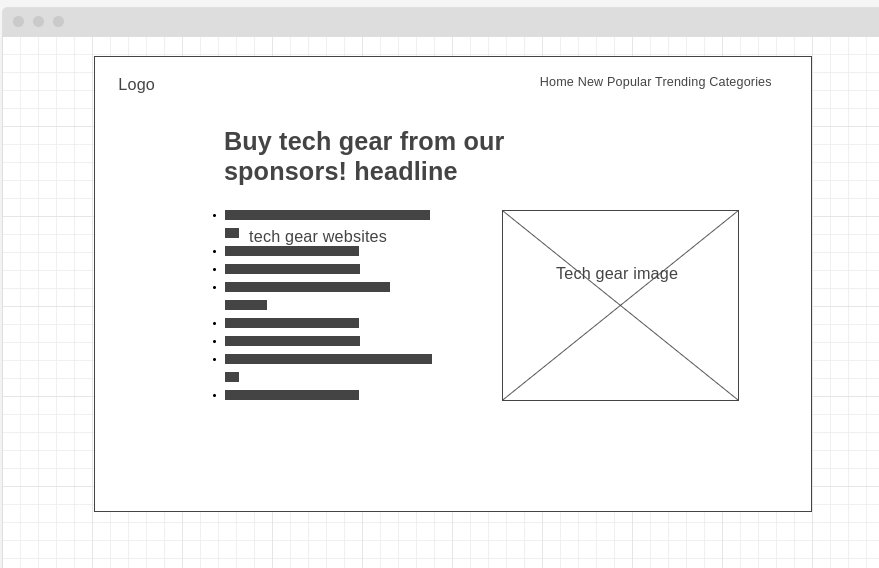 Logo
Home New Popular Trending Categories
Buy tech gear from our
sponsors! headline
tech gear websites
Tech gear image